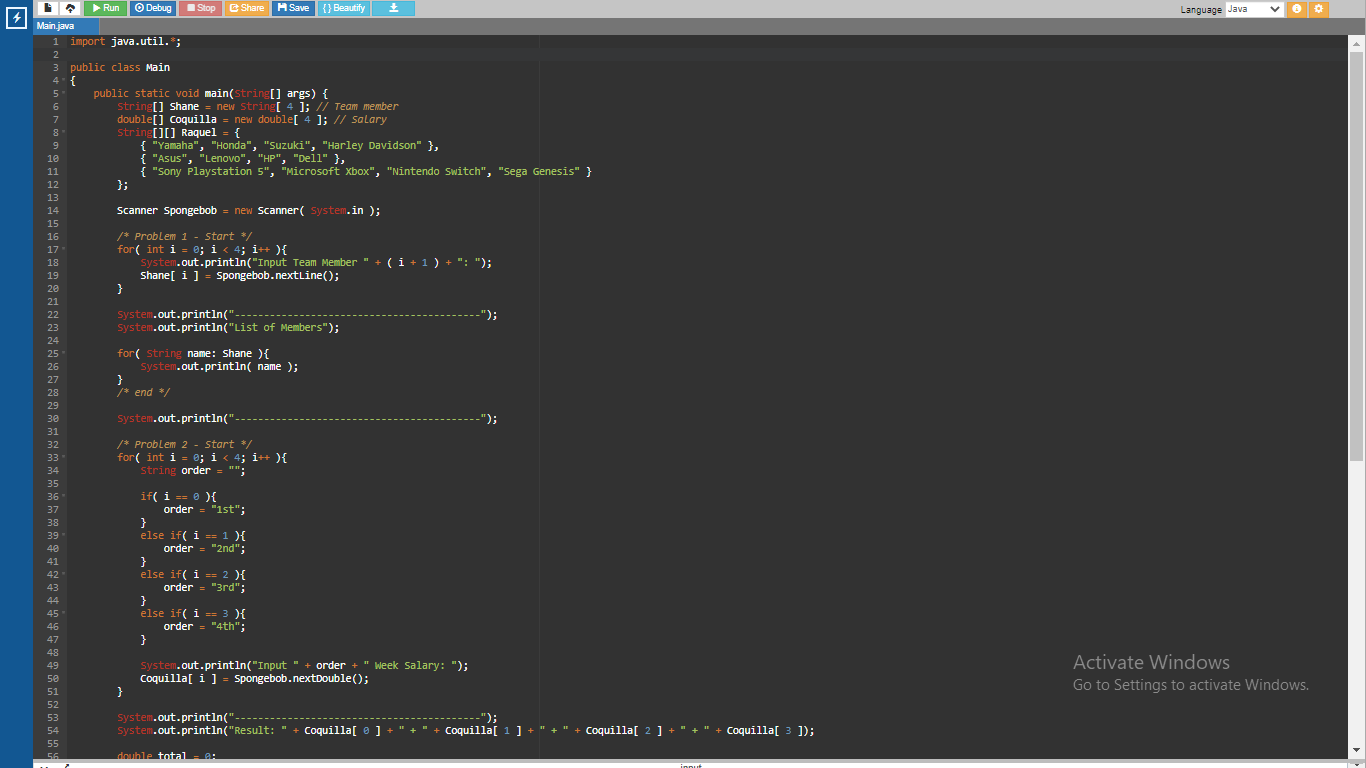 Run Debug Stop Share Save { } Beautify Language Java
Main.java
1 import java.util.*;
2
3 public class Main
4 {
5 public static void main(String[] args) {
6 String[] Shane = new String[ 4 ]; // Team member
7 double[] Coquilla = new double[ 4 ]; // Salary
8 String[][] Raquel = {
9 { "Yamaha", "Honda", "Suzuki", "Harley Davidson" },
10 { "Asus", "Lenovo", "HP", "Dell" },
11 { "Sony Playstation 5", "Microsoft Xbox", "Nintendo Switch", "Sega Genesis" }
12 };
13
14 Scanner Spongebob = new Scanner( System.in );
15
16 /* Problem 1 - Start */
17 for( int i = 0; i < 4; i++ ){
18 System.out.println("Input Team Member " + ( i + 1 ) + ": ");
19 Shane[ i ] = Spongebob.nextLine();
20 }
21
22 System.out.println("------------------------------------------");
23 System.out.println("List of Members");
24
25 for( String name: Shane ){
26 System.out.println( name );
27 }
28 /* end */
29
30 System.out.println("------------------------------------------");
31
32 /* Problem 2 - Start */
33 for( int i = 0; i < 4; i++ ){
34 String order = "";
35
36 if( i == 0 ){
37 order = "1st";
38 }
39 else if( i == 1 ){
40 order = "2nd";
41 }
42 else if( i == 2 ){
43 order = "3rd";
44 }
45 else if( i == 3 ){
46 order = "4th";
47 }
48
49 System.out.println("Input " + order + " Week Salary: ");
50 Coquilla[ i ] = Spongebob.nextDouble();
51 }
52
53 System.out.println("------------------------------------------");
54 System.out.println("Result: " + Coquilla[ 0 ] + " + " + Coquilla[ 1 ] + " + " + Coquilla[ 2 ] + " + " + Coquilla[ 3 ]);
55
56 double total = 0;
Activate Windows
Go to Settings to activate Windows.
input